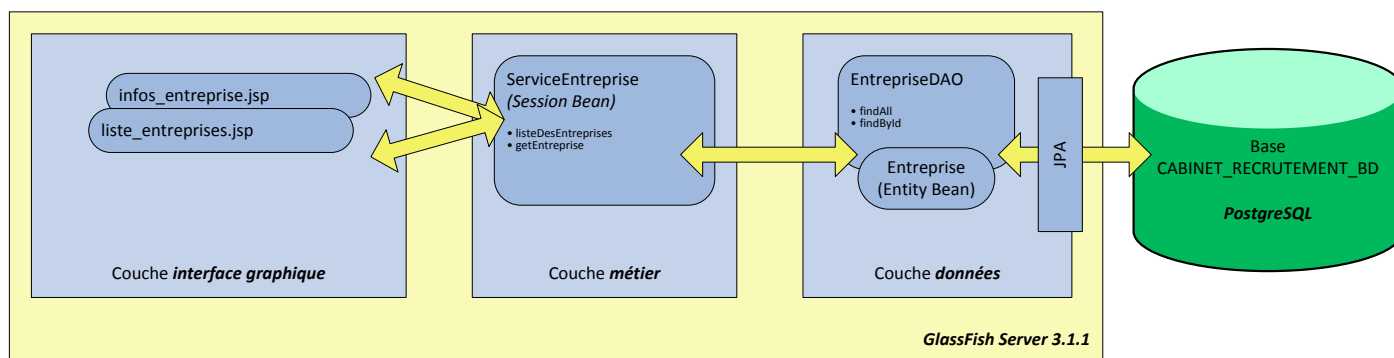 infos_entreprise.jsp
liste_entreprises.jsp
Couche interface graphique
ServiceEntreprise
(Session Bean)
• listeDesEntreprises
• getEntreprise
Couche métier
EntrepriseDAO
• findAll
• findById
Entreprise
(Entity Bean)
Couche données
JPA
Base
CABINET_RECRUTEMENT_BD
PostgreSQL
GlassFish Server 3.1.1